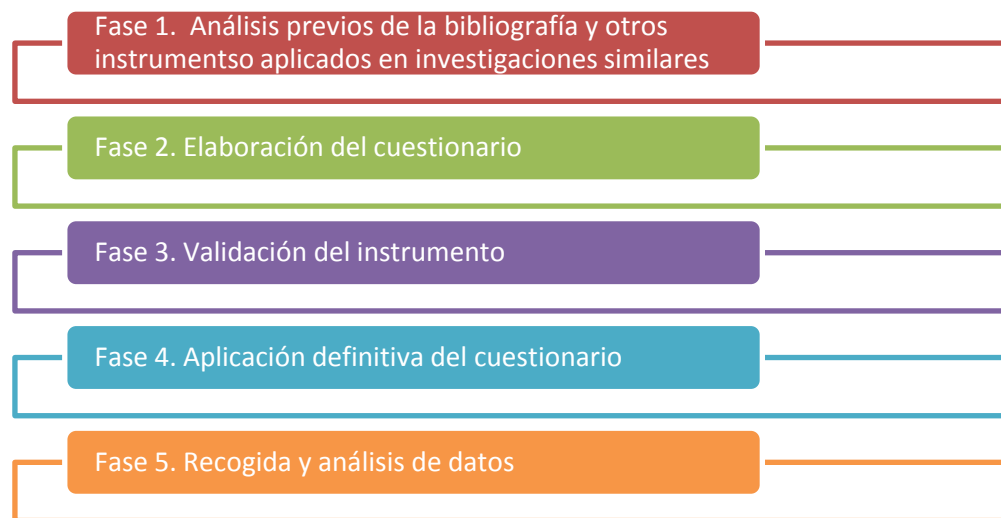 Fase 1.  Análisis previos de la bibliografía y otros
instrumentso aplicados en investigaciones similares
Fase 2. Elaboración del cuestionario
Fase 3. Validación del instrumento
Fase 4. Aplicación definitiva del cuestionario
Fase 5. Recogida y análisis de datos